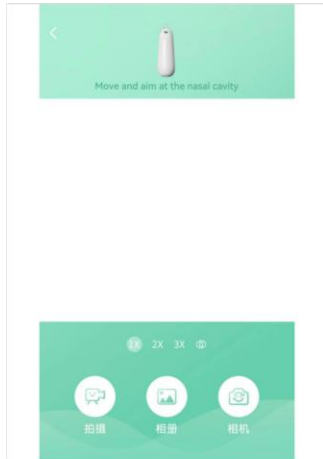 Move and aim at the nasal cavity
1X 2X 3X
拍摄 相册 相机